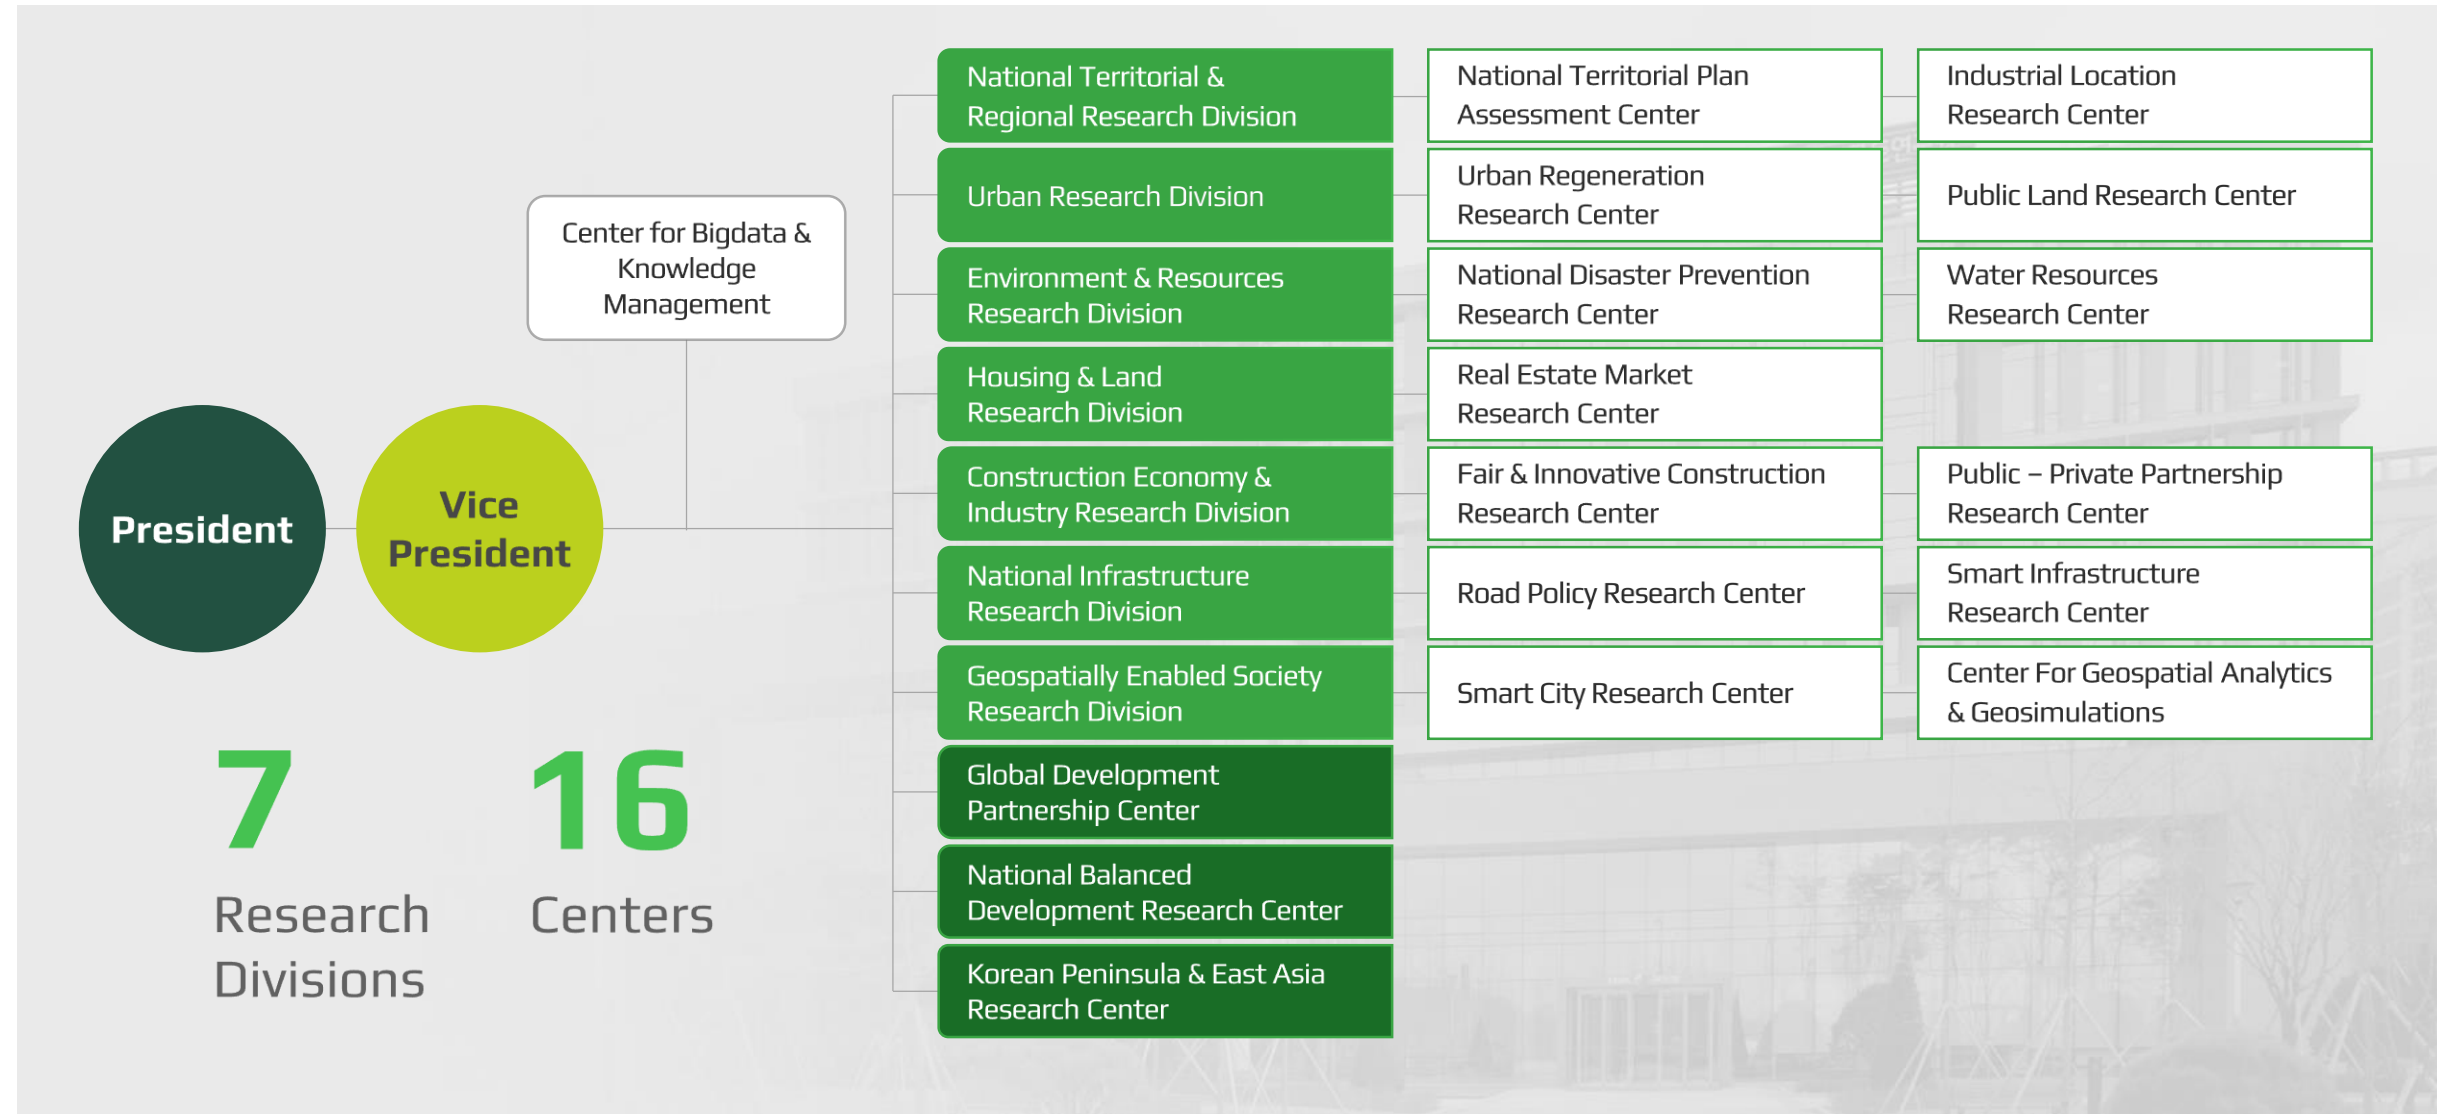 National Territorial &
Regional Research Division
National Territorial Plan
Assessment Center
Industrial Location
Research Center
Urban Research Division
Urban Regeneration
Research Center
Public Land Research Center
Center for Bigdata &
Knowledge
Management
Environment & Resources
Research Division
National Disaster Prevention
Research Center
Water Resources
Research Center
Housing & Land
Research Division
Real Estate Market
Research Center
President
Vice
President
Construction Economy &
Industry Research Division
Fair & Innovative Construction
Research Center
Public – Private Partnership
Research Center
National Infrastructure
Research Division
Road Policy Research Center
Smart Infrastructure
Research Center
Geospatially Enabled Society
Research Division
Smart City Research Center
Center For Geospatial Analytics
& Geosimulations
7
Research
Divisions
16
Centers
Global Development
Partnership Center
National Balanced
Development Research Center
Korean Peninsula & East Asia
Research Center